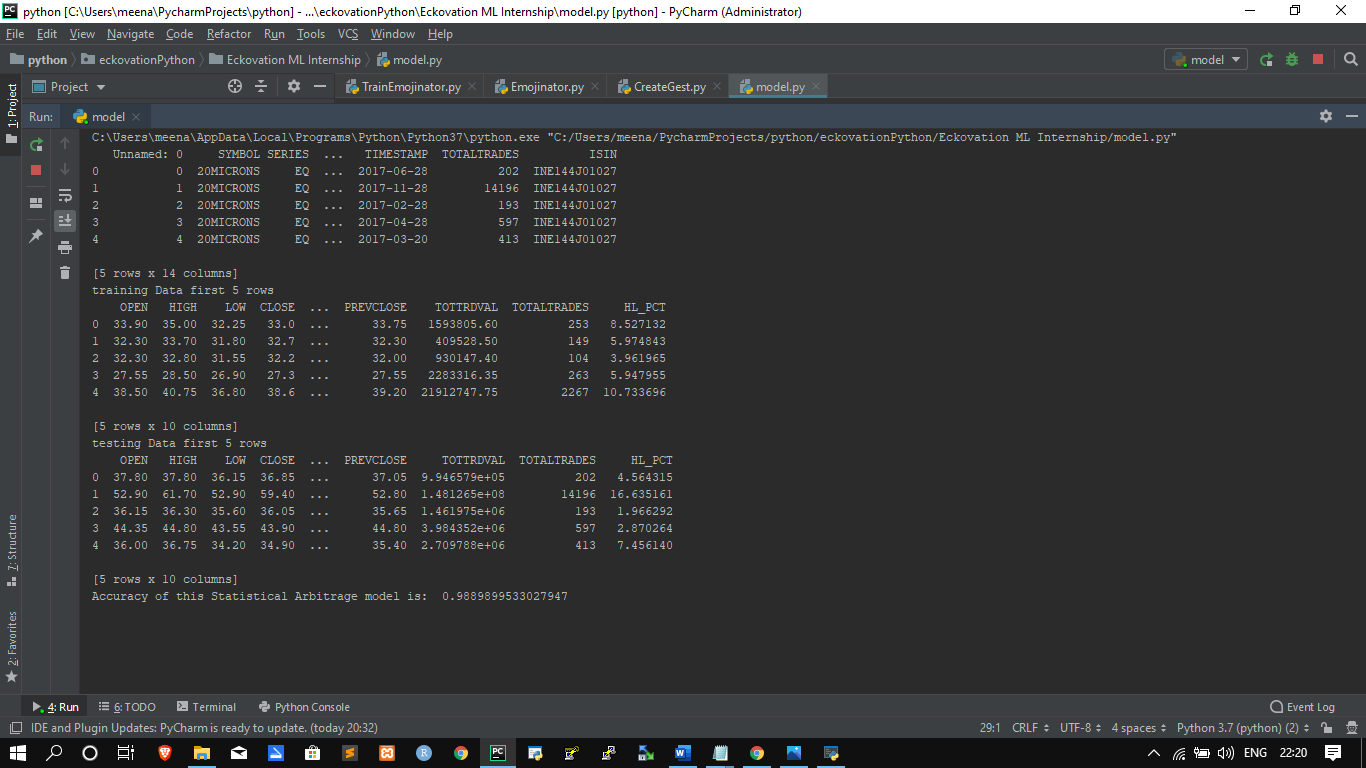 python [C:\Users\meena\PycharmProjects\python] - ...\eckovationPython\Eckovation ML Internship\model.py [python] - PyCharm (Administrator)
File Edit View Navigate Code Refactor Run Tools VCS Window Help
python eckovationPython Eckovation ML Internship model.py model
Project TrainEmojinator.py Emojinator.py CreateGest.py model.py
1: Project
Run: model
C:\Users\meena\AppData\Local\Programs\Python\Python37\python.exe "C:/Users/meena/PycharmProjects/python/eckovationPython/Eckovation ML Internship/model.py"
Unnamed: 0 SYMBOL SERIES ... TIMESTAMP TOTALTRADES ISIN
0 0 20MICRONS EQ ... 2017-06-28 202 INE144J01027
1 1 20MICRONS EQ ... 2017-11-28 14196 INE144J01027
2 2 20MICRONS EQ ... 2017-02-28 193 INE144J01027
3 3 20MICRONS EQ ... 2017-04-28 597 INE144J01027
4 4 20MICRONS EQ ... 2017-03-20 413 INE144J01027
[5 rows x 14 columns]
training Data first 5 rows
OPEN HIGH LOW CLOSE ... PREVCLOSE TOTTRDVAL TOTALTRADES HL_PCT
0 33.90 35.00 32.25 33.0 ... 33.75 1593805.60 253 8.527132
1 32.30 33.70 31.80 32.7 ... 32.30 409528.50 149 5.974843
2 32.30 32.80 31.55 32.2 ... 32.00 930147.40 104 3.961965
3 27.55 28.50 26.90 27.3 ... 27.55 2283316.35 263 5.947955
4 38.50 40.75 36.80 38.6 ... 39.20 21912747.75 2267 10.733696
[5 rows x 10 columns]
testing Data first 5 rows
OPEN HIGH LOW CLOSE ... PREVCLOSE TOTTRDVAL TOTALTRADES HL_PCT
0 37.80 37.80 36.15 36.85 ... 37.05 9.946579e+05 202 4.564315
1 52.90 61.70 52.90 59.40 ... 52.80 1.481265e+08 14196 16.635161
2 36.15 36.30 35.60 36.05 ... 35.65 1.461975e+06 193 1.966292
3 44.35 44.80 43.55 43.90 ... 44.80 3.984352e+06 597 2.870264
4 36.00 36.75 34.20 34.90 ... 35.40 2.709788e+06 413 7.456140
[5 rows x 10 columns]
Accuracy of this Statistical Arbitrage model is: 0.9889899533027947
7: Structure
2: Favorites
4: Run 6: TODO Terminal Python Console Event Log
IDE and Plugin Updates: PyCharm is ready to update. (today 20:32) 29:1 CRLF UTF-8 4 spaces Python 3.7 (python) (2)
ENG 22:20